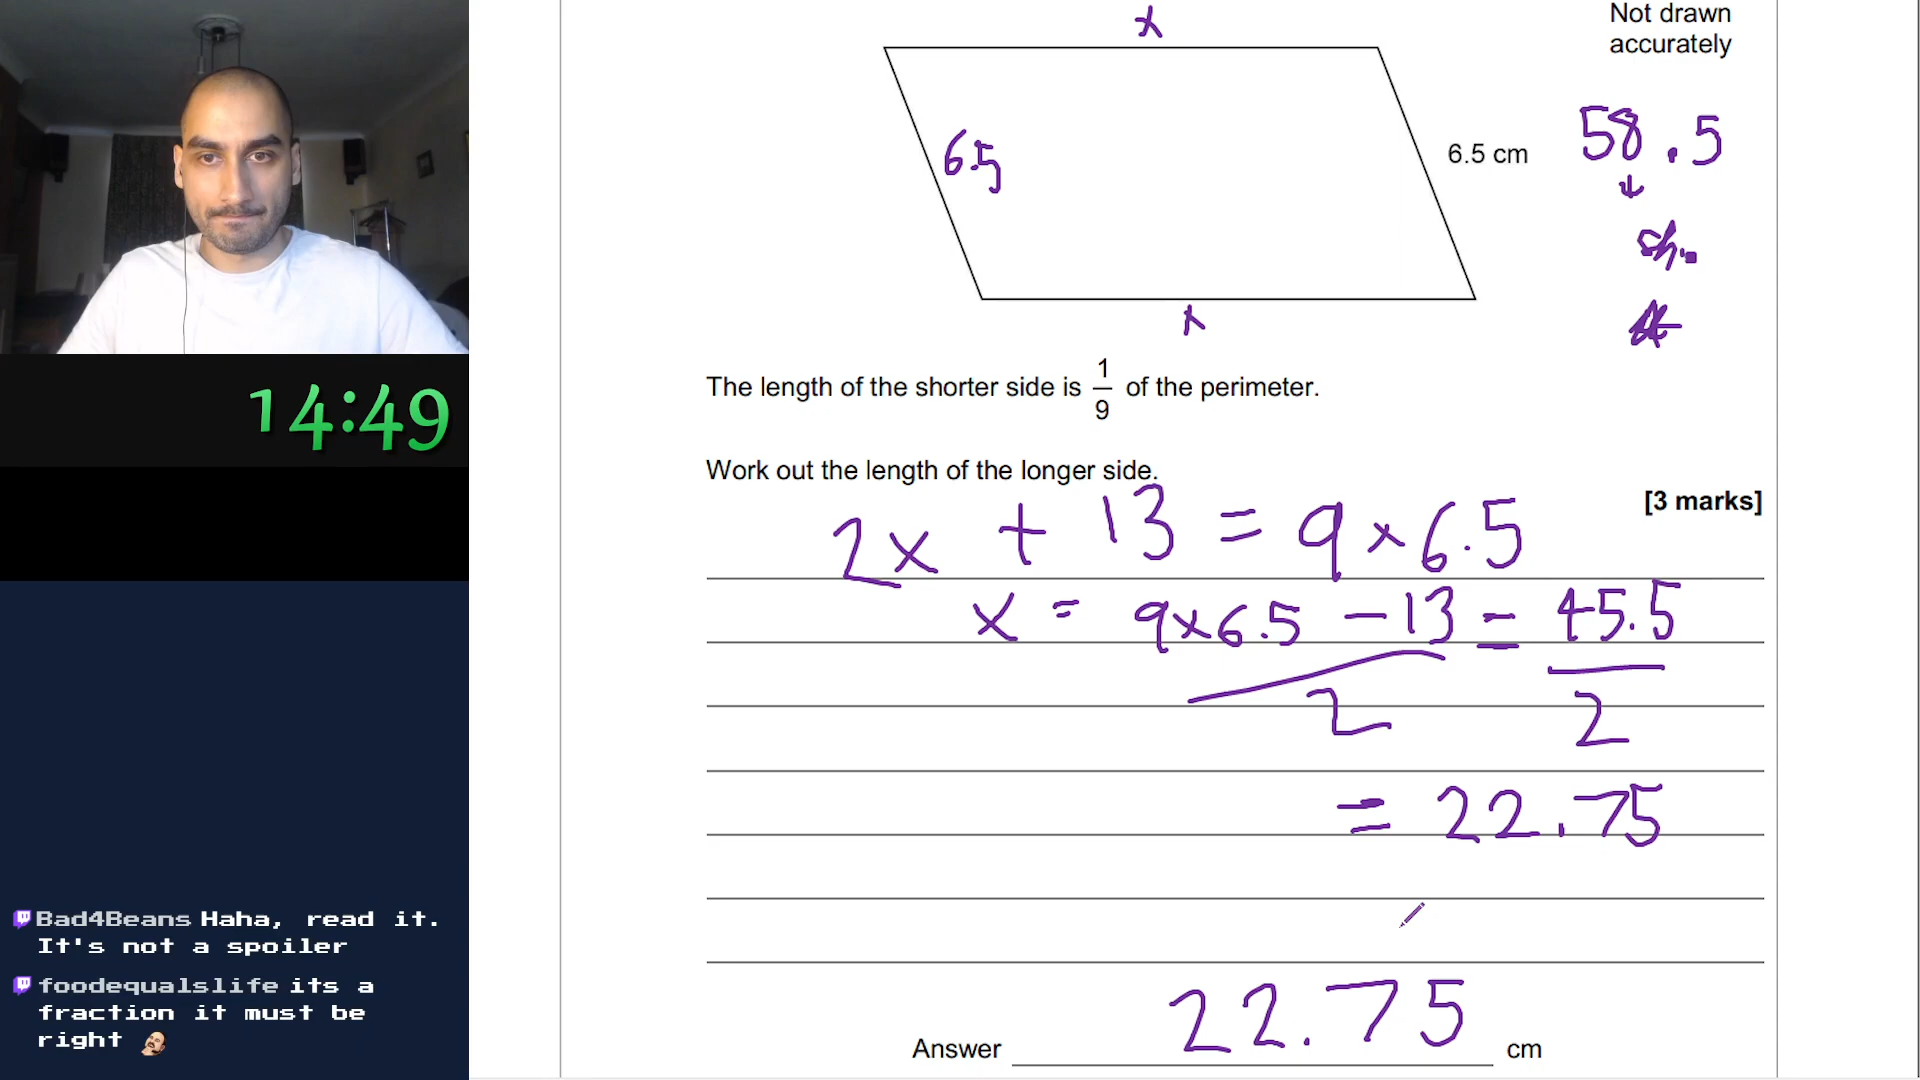 x
Not drawn
accurately
58.5
6.5
6.5 cm
x
The length of the shorter side is 1/9 of the perimeter.
14:49
Work out the length of the longer side.
[3 marks]
2x + 13 = 9 × 6.5
x = 9×6.5 - 13 = 45.5
2 2
= 22.75
Bad4Beans Haha, read it.
It's not a spoiler
foodequalslife its a
fraction it must be
right
22.75
Answer cm